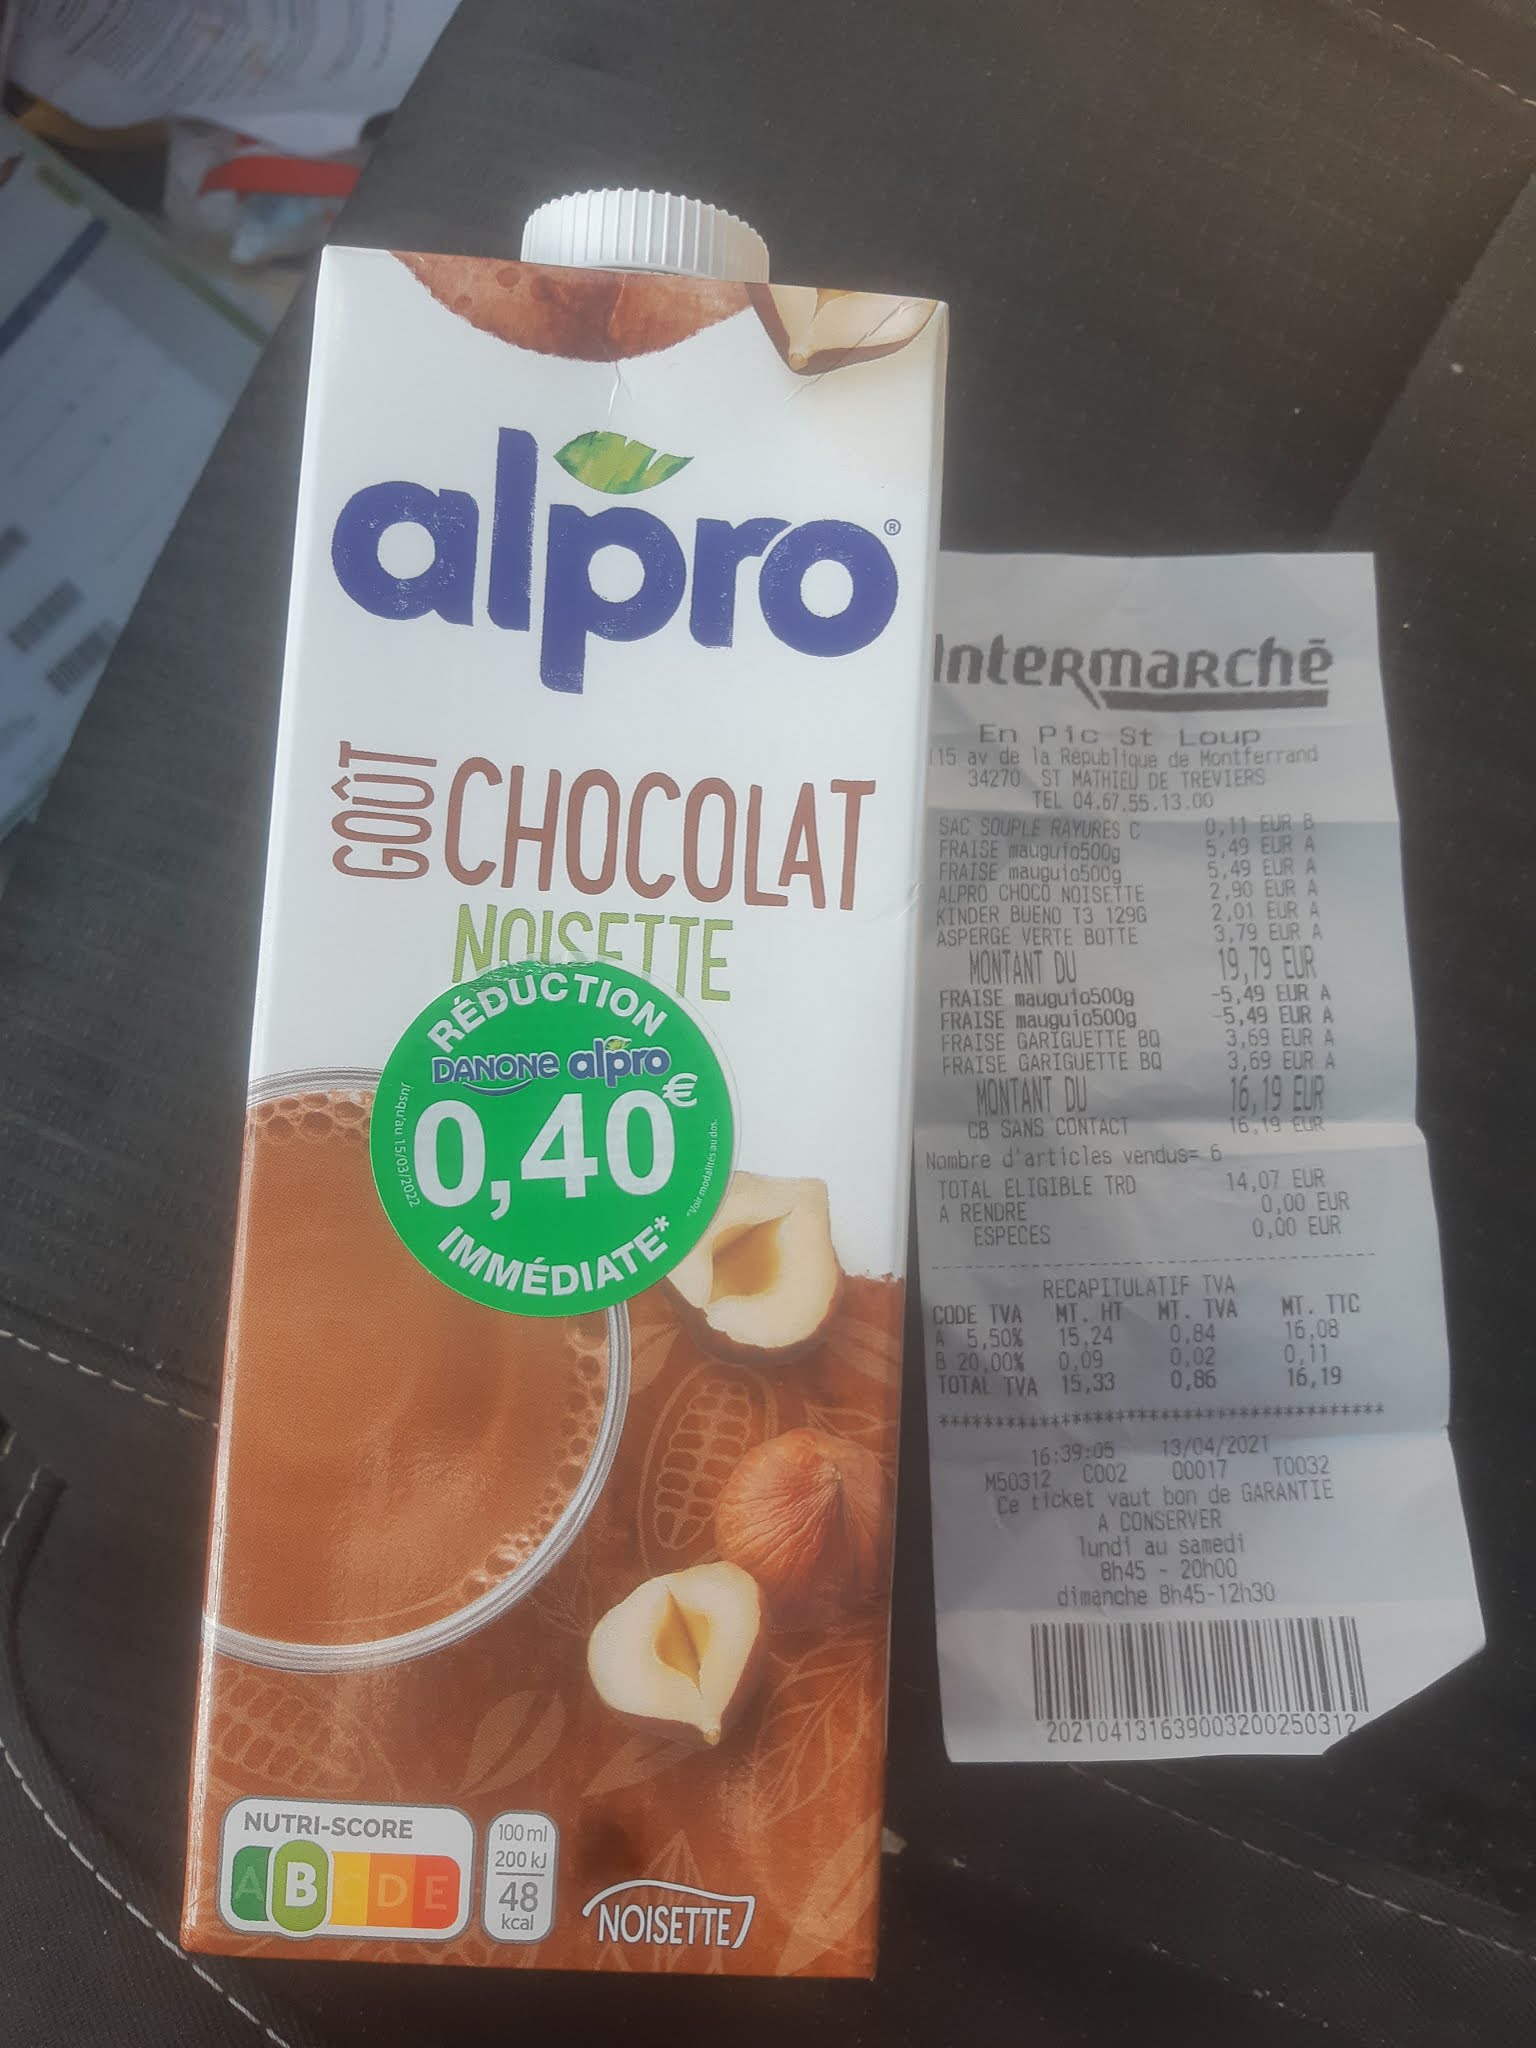 alpro®
GOÛT
CHOCOLAT
NOISETTE
RÉDUCTION
DANONE alpro
0,40€
IMMÉDIATE*
jusqu'au 15/03/2022
*Voir modalités au dos.
NUTRI-SCORE
A B C D E
100 ml
200 kJ
48
kcal
NOISETTE
Intermarchē
En Pic St Loup
115 av de la République de Montferrand
34270 ST MATHIEU DE TREVIERS
TEL 04.67.55.13.00
SAC SOUPLE RAYURES C 0,11 EUR B
FRAISE mauguio500g 5,49 EUR A
FRAISE mauguio500g 5,49 EUR A
ALPRO CHOCO NOISETTE 2,90 EUR A
KINDER BUENO T3 129G 2,01 EUR A
ASPERGE VERTE BOTTE 3,79 EUR A
MONTANT DU 19,79 EUR
FRAISE mauguio500g -5,49 EUR A
FRAISE mauguio500g -5,49 EUR A
FRAISE GARIGUETTE BQ 3,69 EUR A
FRAISE GARIGUETTE BQ 3,69 EUR A
MONTANT DU 16,19 EUR
CB SANS CONTACT 16,19 EUR
Nombre d'articles vendus= 6
TOTAL ELIGIBLE TRD 14,07 EUR
A RENDRE 0,00 EUR
ESPECES 0,00 EUR
RECAPITULATIF TVA
CODE TVA MT. HT MT. TVA MT. TTC
A 5,50% 15,24 0,84 16,08
B 20,00% 0,09 0,02 0,11
TOTAL TVA 15,33 0,86 16,19
****************************************
16:39:05 13/04/2021
M50312 C002 00017 T0032
Ce ticket vaut bon de GARANTIE
A CONSERVER
lundi au samedi
8h45 - 20h00
dimanche 8h45-12h30
20210413163900320025​0312